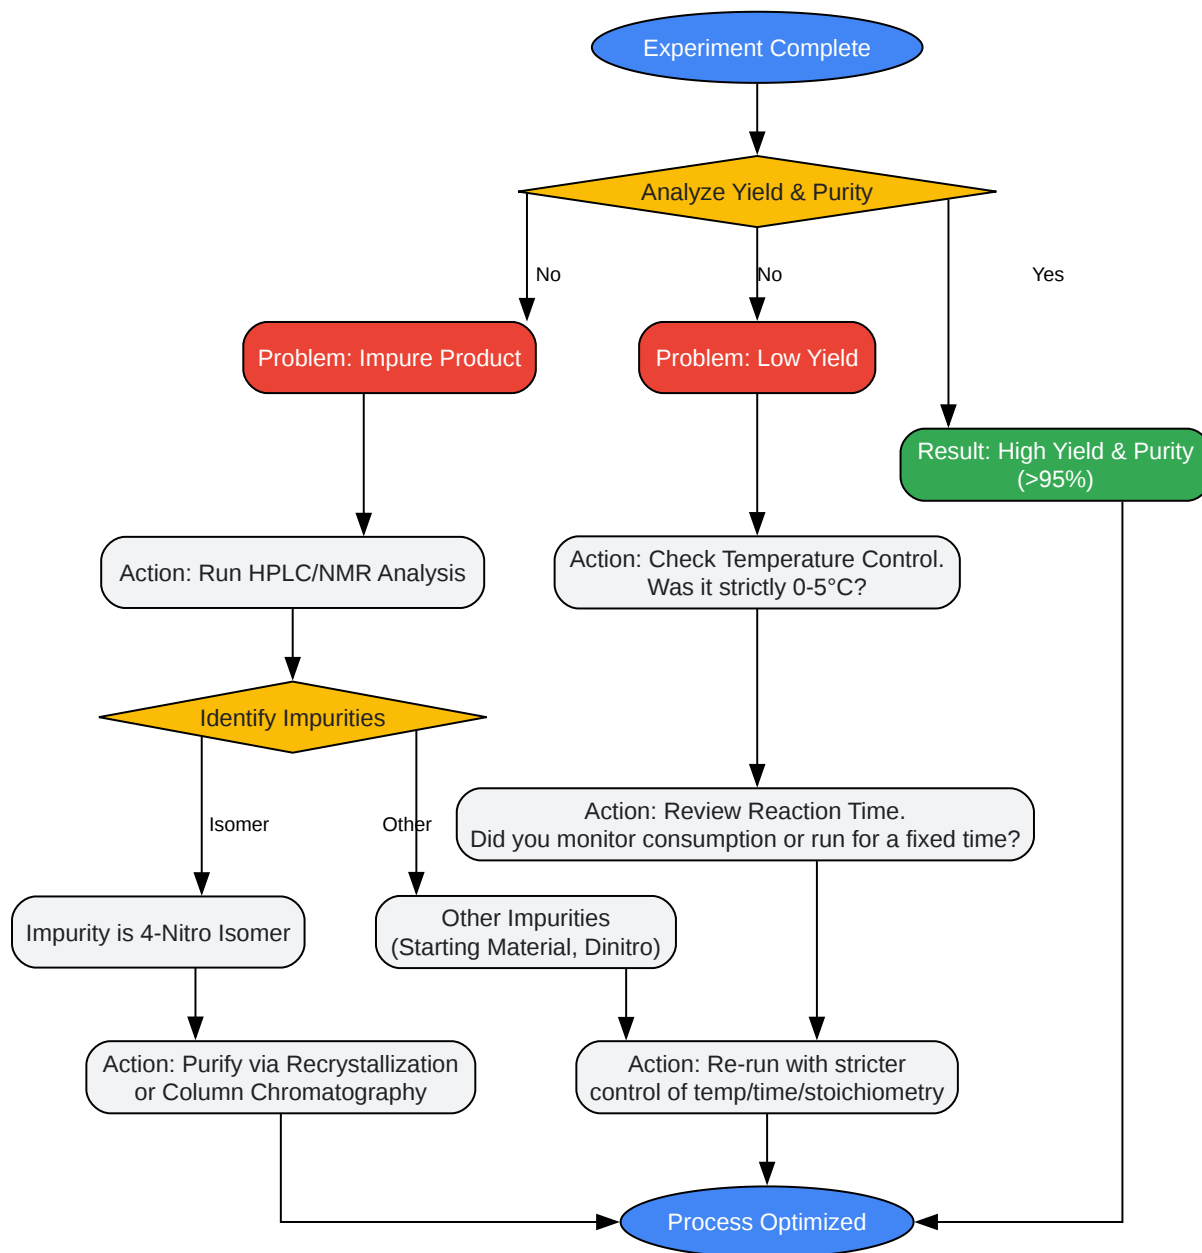 Experiment Complete
Analyze Yield & Purity
No
No
Yes
Problem: Impure Product
Problem: Low Yield
Result: High Yield & Purity
(>95%)
Action: Run HPLC/NMR Analysis
Action: Check Temperature Control.
Was it strictly 0-5°C?
Identify Impurities
Isomer
Other
Action: Review Reaction Time.
Did you monitor consumption or run for a fixed time?
Impurity is 4-Nitro Isomer
Other Impurities
(Starting Material, Dinitro)
Action: Purify via Recrystallization
or Column Chromatography
Action: Re-run with stricter
control of temp/time/stoichiometry
Process Optimized